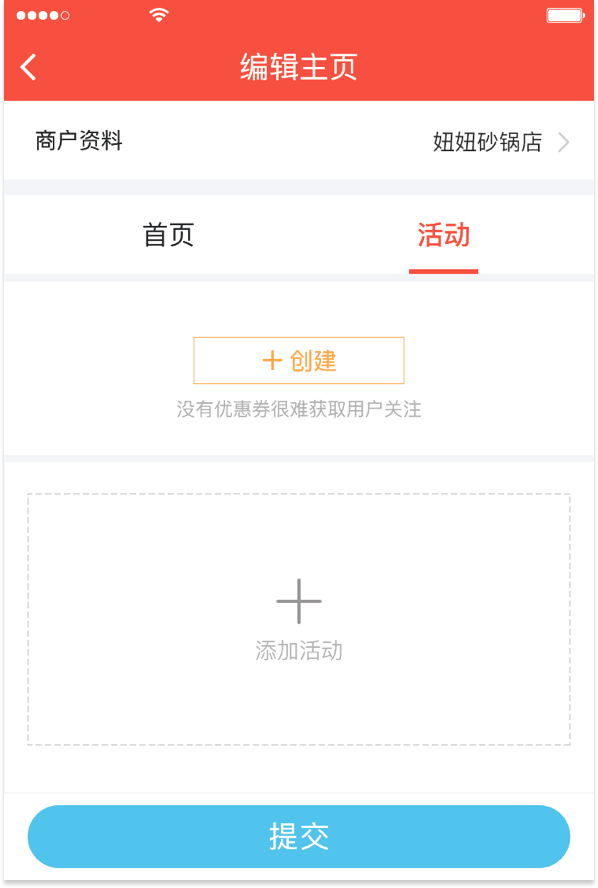 编辑主页
商户资料 妞妞砂锅店
首页 活动
创建
没有优惠券很难获取用户关注
添加活动
提交